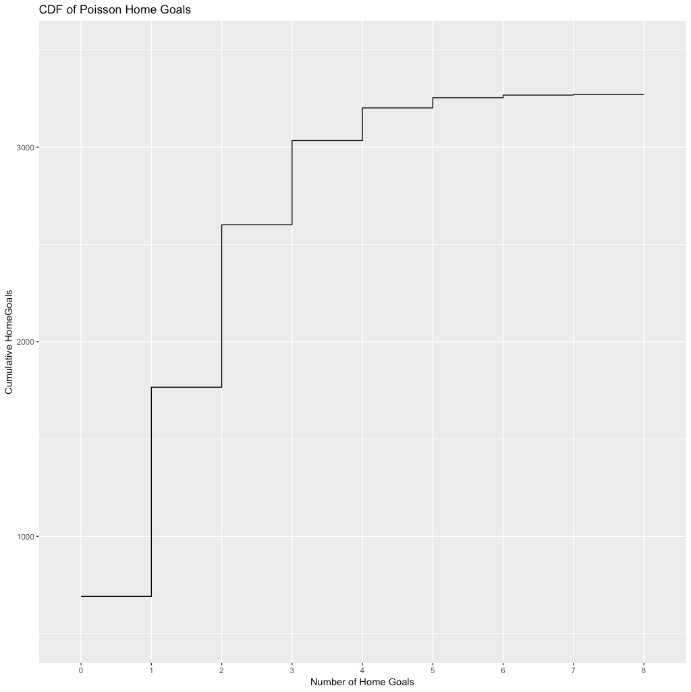 CDF of Poisson Home Goals
3000
2000
1000
Cumulative HomeGoals
0 1 2 3 4 5 6 7 8
Number of Home Goals